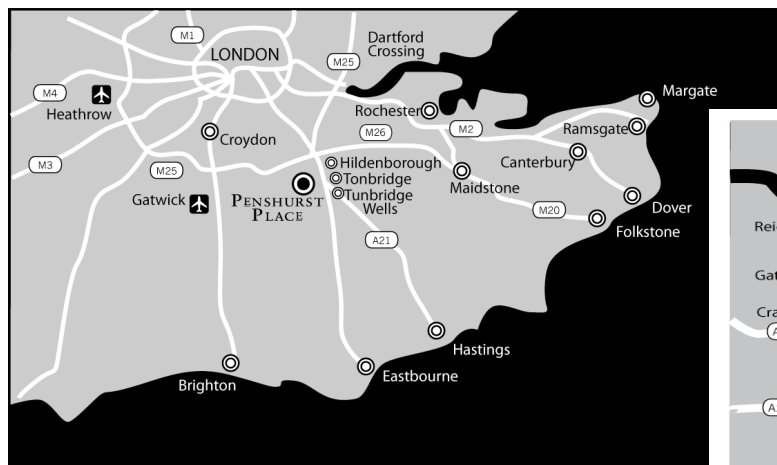 M1
LONDON
Dartford
Crossing
M25
M4
Heathrow
Margate
Rochester
M26
M2
Ramsgate
Croydon
M3
M25
Hildenborough
Canterbury
Tonbridge
Maidstone
Gatwick
PENSHURST
PLACE
Tunbridge
Wells
M20
Dover
Folkstone
A21
Hastings
Brighton
Eastbourne